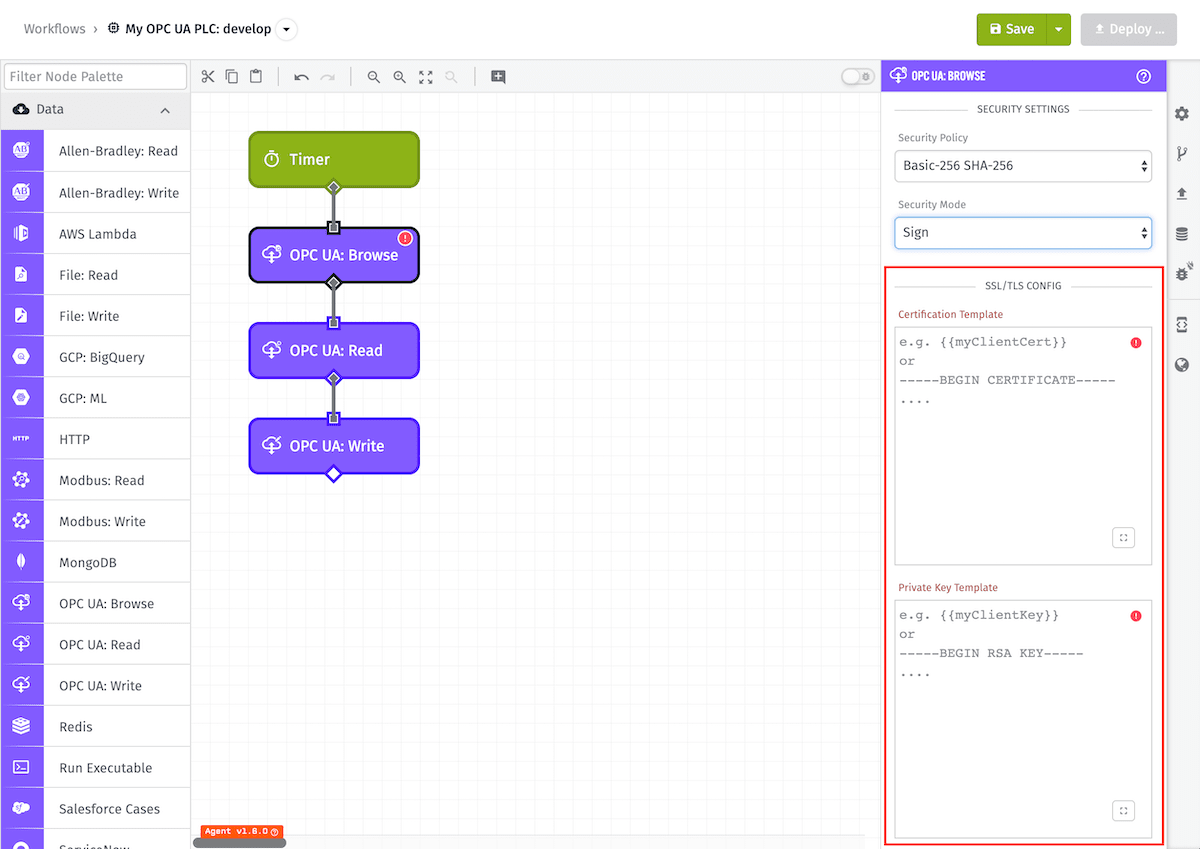 Workflows › My OPC UA PLC: develop
Save
Deploy ...
Filter Node Palette
Data
AB
Allen-Bradley: Read
AB
Allen-Bradley: Write
AWS Lambda
File: Read
File: Write
GCP: BigQuery
GCP: ML
HTTP
HTTP
Modbus: Read
Modbus: Write
MongoDB
OPC UA: Browse
OPC UA: Read
OPC UA: Write
Redis
Run Executable
Salesforce Cases
ServiceNow
Timer
OPC UA: Browse
OPC UA: Read
OPC UA: Write
Agent v1.6.0
OPC UA: BROWSE
SECURITY SETTINGS
Security Policy
Basic-256 SHA-256
Security Mode
Sign
SSL/TLS CONFIG
Certification Template
e.g. {{myClientCert}}
or
-----BEGIN CERTIFICATE-----
....
Private Key Template
e.g. {{myClientKey}}
or
-----BEGIN RSA KEY-----
....